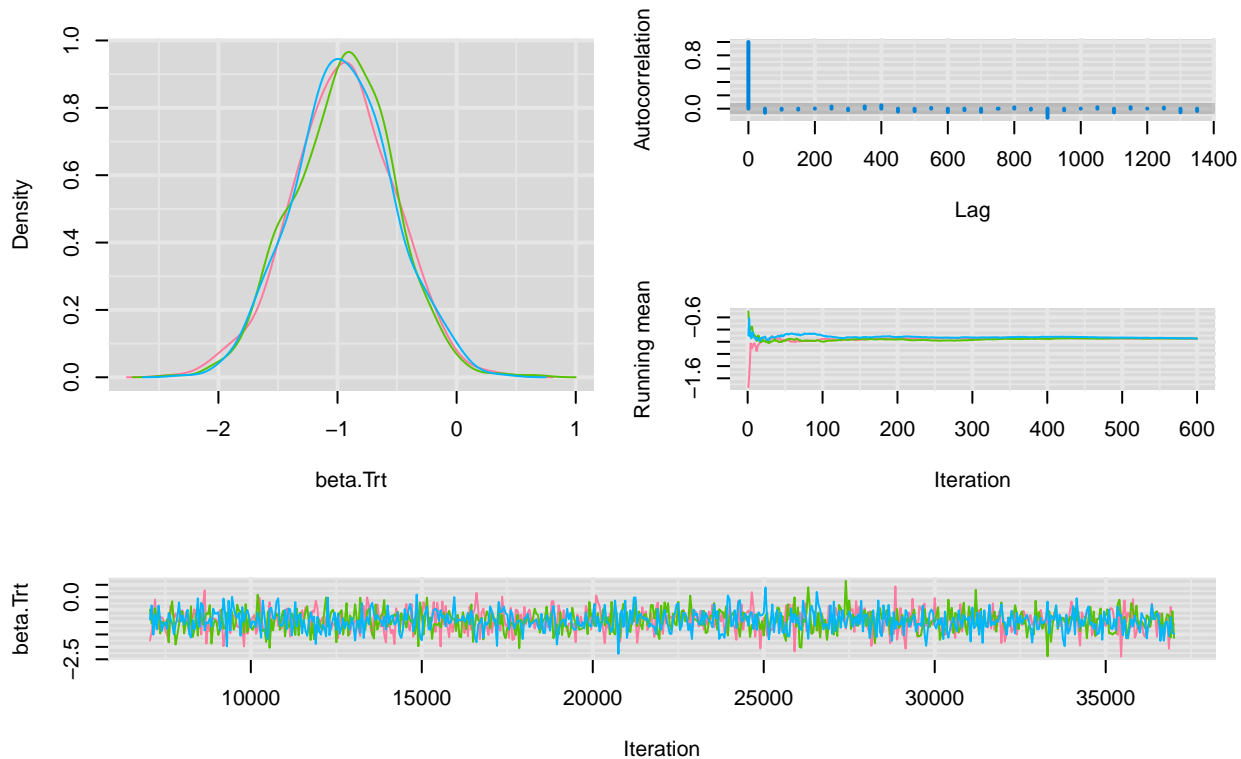 Density
0.0 0.2 0.4 0.6 0.8 1.0
−2 −1 0 1
beta.Trt
Autocorrelation
0.0 0.8
0 200 400 600 800 1000 1200 1400
Lag
Running mean
−1.6 −0.6
0 100 200 300 400 500 600
Iteration
beta.Trt
−2.5 0.0
10000 15000 20000 25000 30000 35000
Iteration